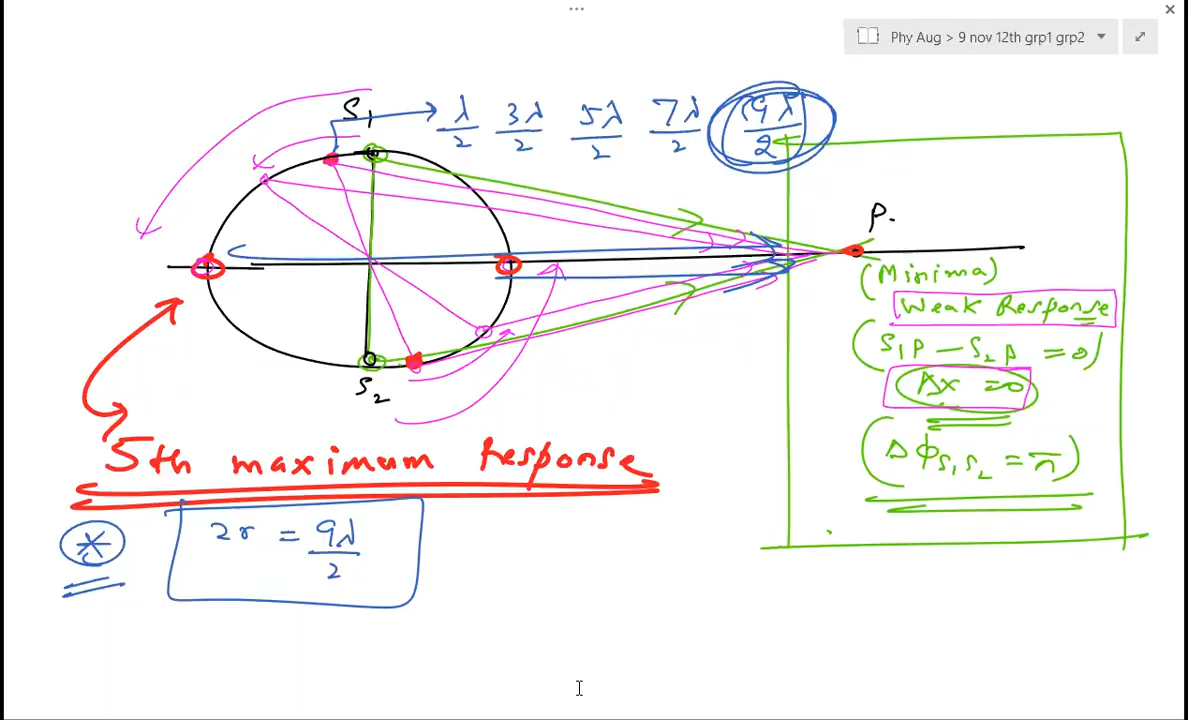 Phy Aug > 9 nov 12th grp1 grp2
S1 λ/2 3λ/2 5λ/2 7λ/2 (9λ/2)
P.
(Minima)
Weak Response
(S1P – S2P = 0)
Δx = 0
(Δϕ S1S2 = π)
S2
5th maximum Response
2r = 9λ/2